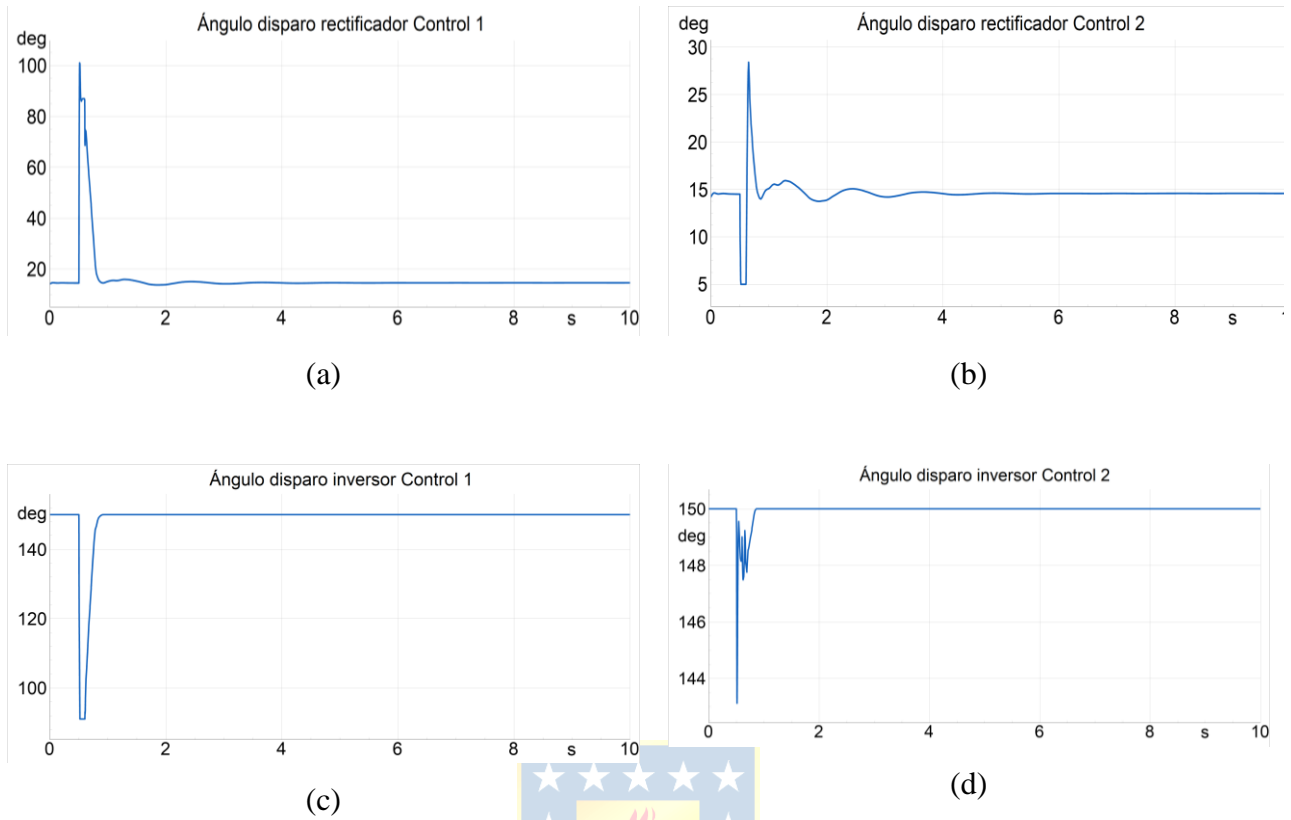 Ángulo disparo rectificador Control 1
deg
100
80
60
40
20
0 2 4 6 8 s 10
(a)
Ángulo disparo rectificador Control 2
deg
30
25
20
15
10
5
0 2 4 6 8 s
(b)
Ángulo disparo inversor Control 1
deg
140
120
100
0 2 4 6 8 s 10
(c)
Ángulo disparo inversor Control 2
150
deg
148
146
144
0 2 4 6 8 s 10
(d)